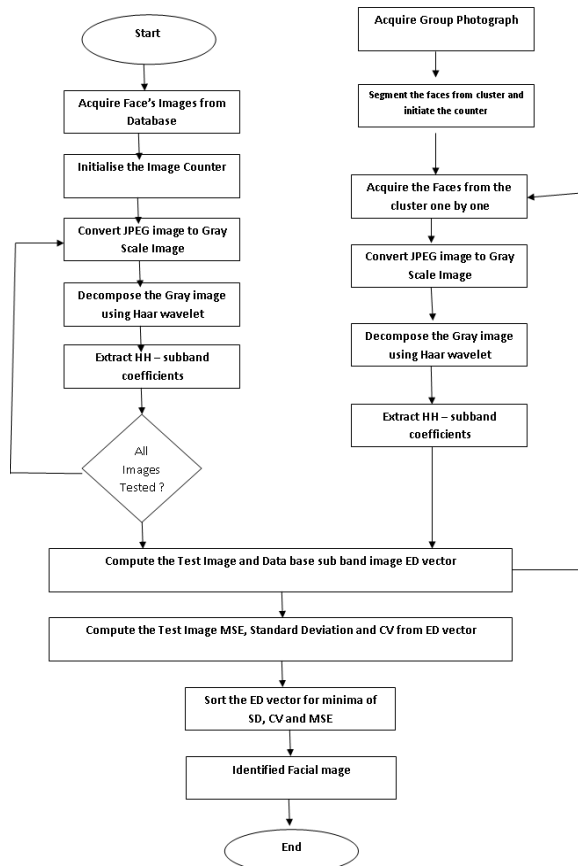 Start
Acquire Face's Images from
Database
Initialise the Image Counter
Convert JPEG image to Gray
Scale Image
Decompose the Gray image
using Haar wavelet
Extract HH – subband
coefficients
All
Images
Tested ?
Acquire Group Photograph
Segment the faces from cluster and
initiate the counter
Acquire the Faces from the
cluster one by one
Convert JPEG image to Gray
Scale Image
Decompose the Gray image
using Haar wavelet
Extract HH – subband
coefficients
Compute the Test Image and Data base sub band image ED vector
Compute the Test Image MSE, Standard Deviation and CV from ED vector
Sort the ED vector for minima of
SD, CV and MSE
Identified Facial mage
End